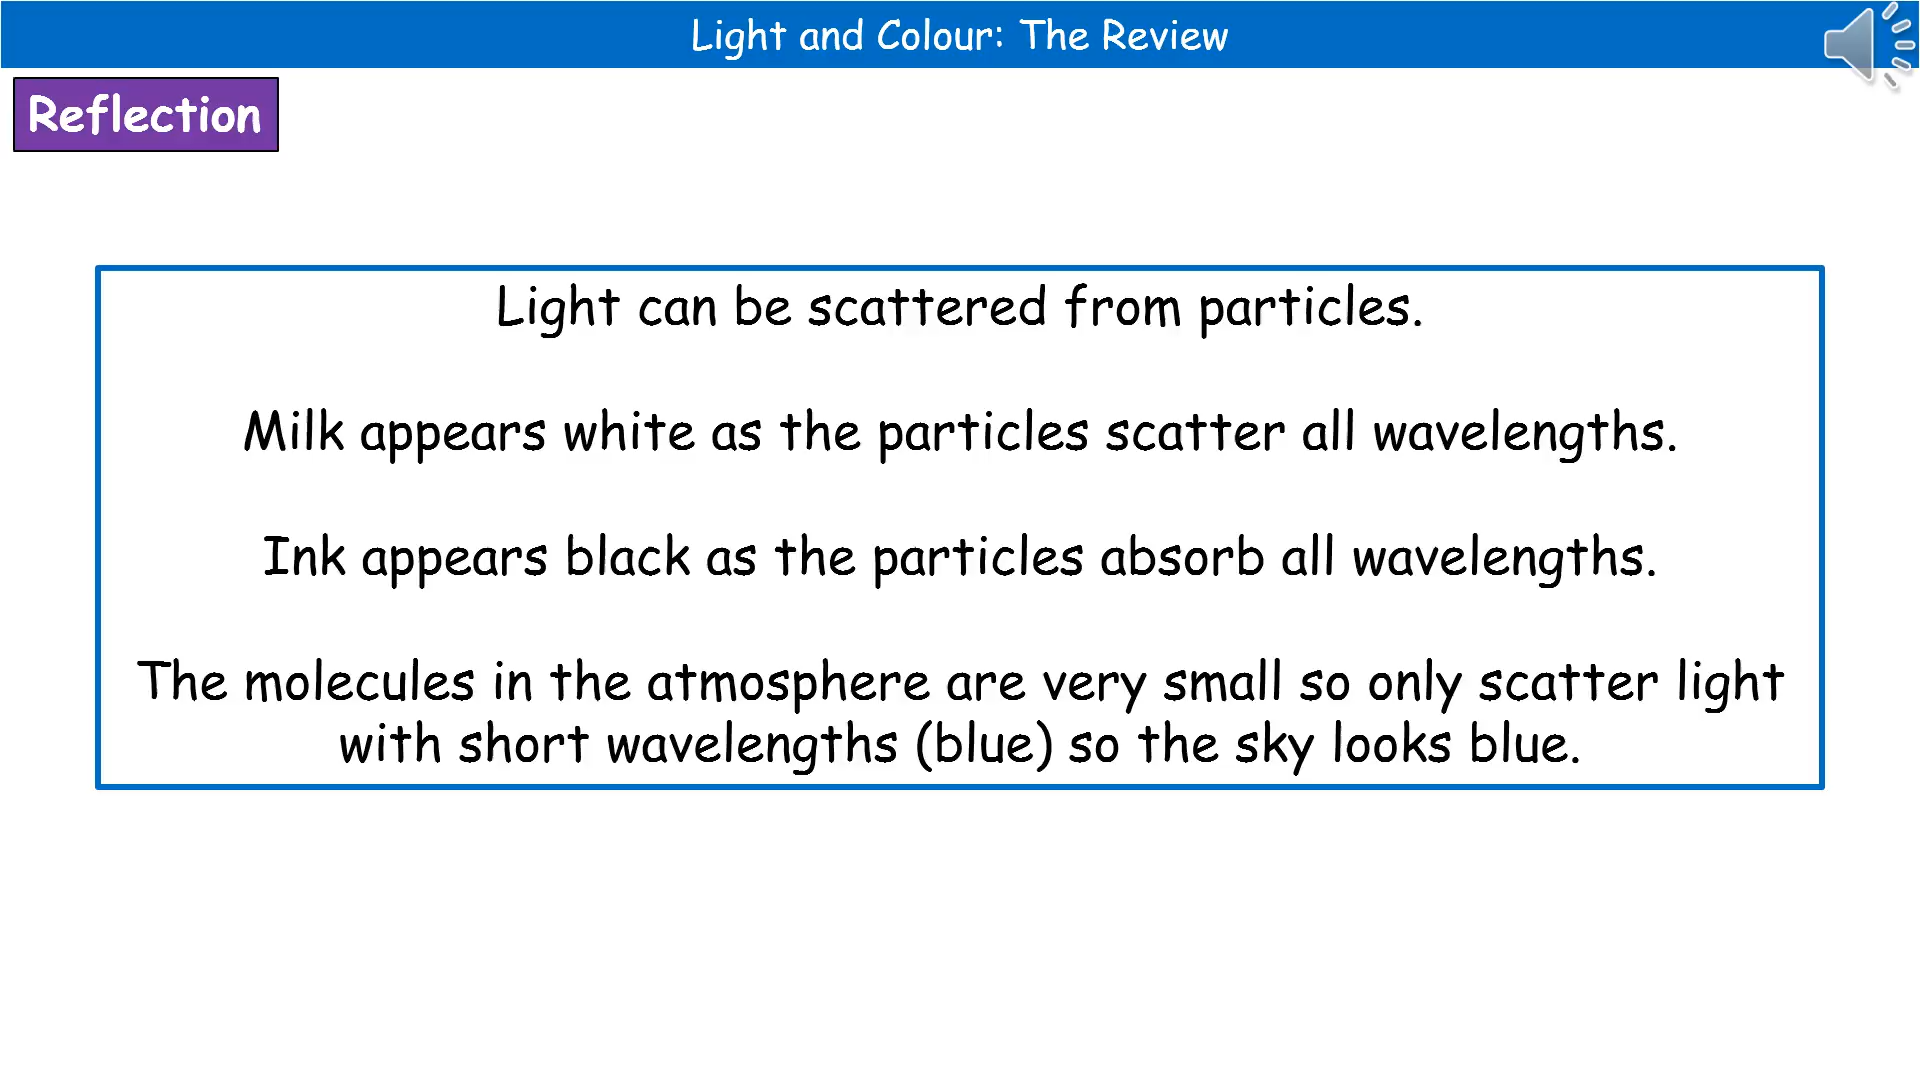 Light and Colour: The Review
Reflection
Light can be scattered from particles.
Milk appears white as the particles scatter all wavelengths.
Ink appears black as the particles absorb all wavelengths.
The molecules in the atmosphere are very small so only scatter light
with short wavelengths (blue) so the sky looks blue.